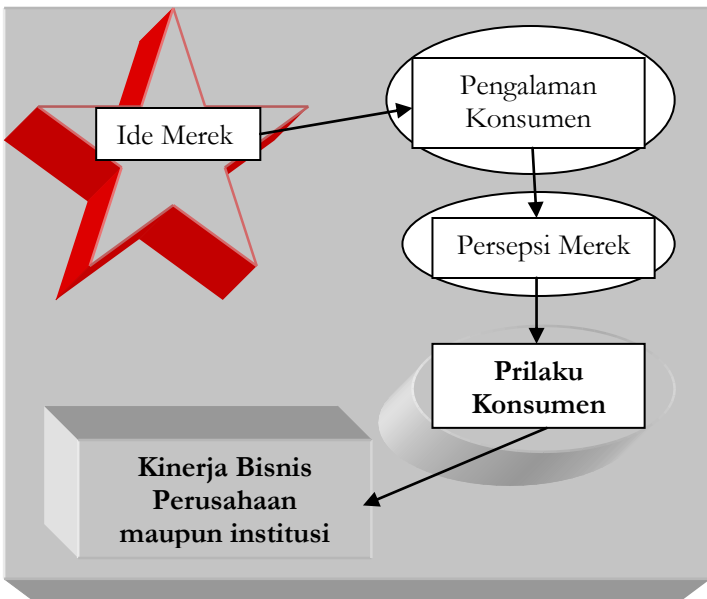 Ide Merek
Pengalaman
Konsumen
Persepsi Merek
Prilaku
Konsumen
Kinerja Bisnis
Perusahaan
maupun institusi